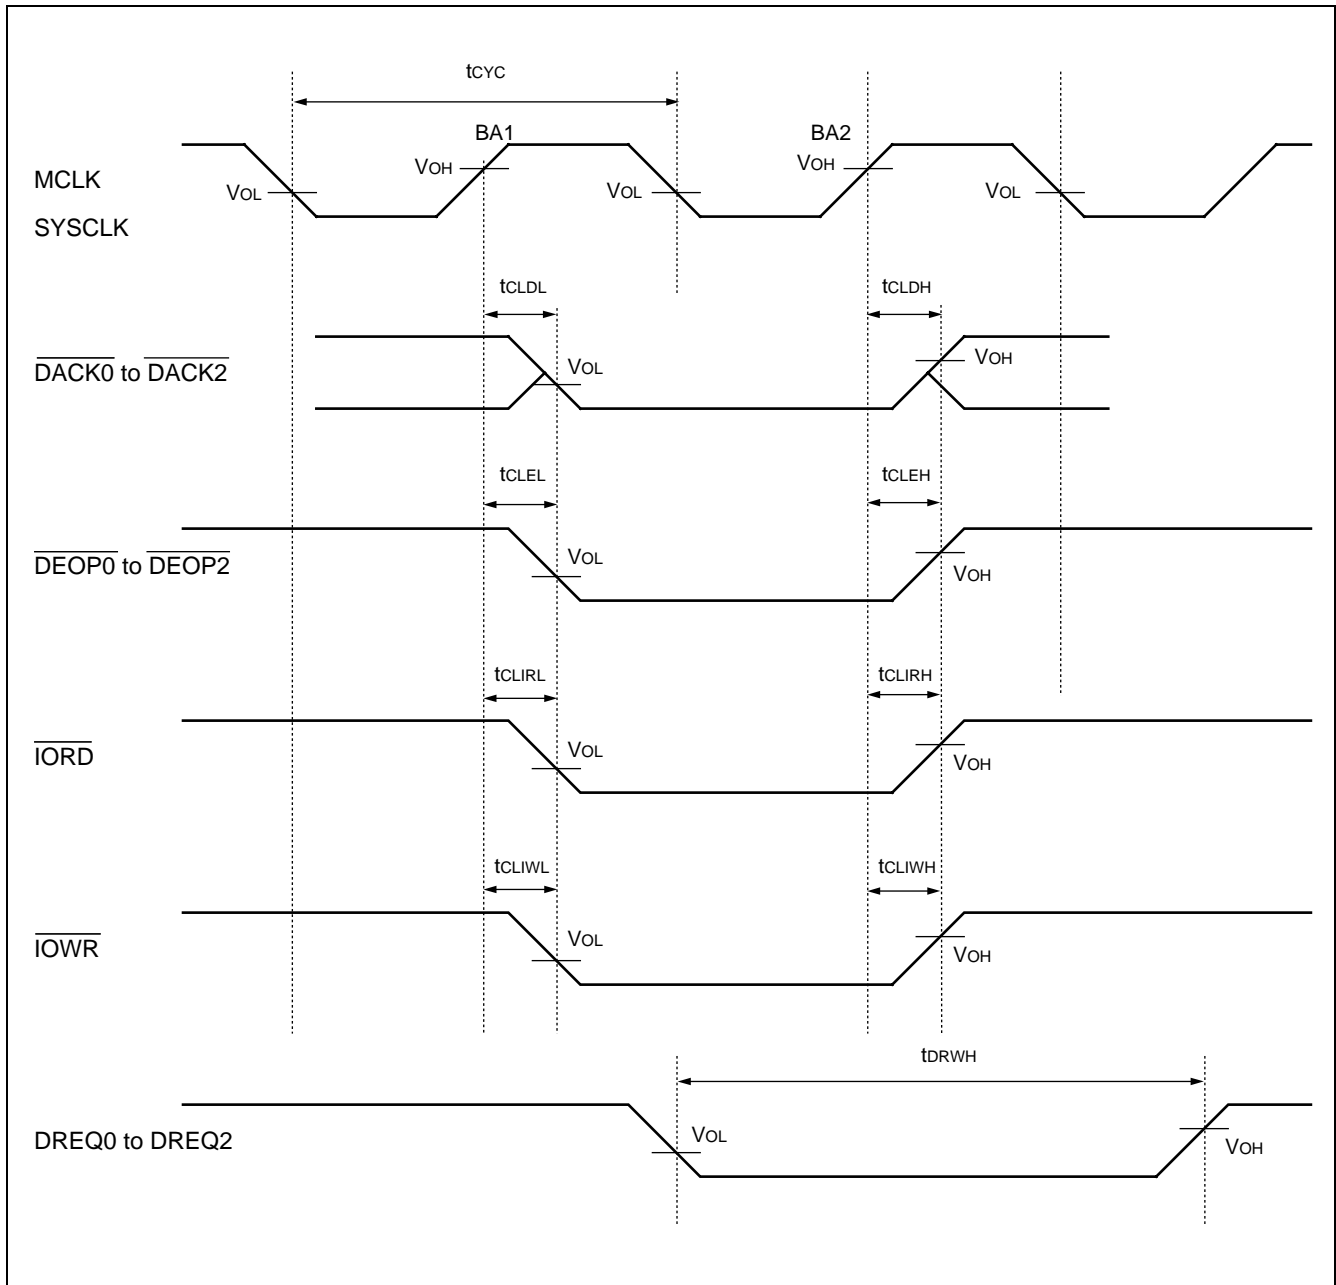 tCYC
BA1
BA2
VOH
VOH
MCLK
VOL
VOL
VOL
SYSCLK
tCLDL
tCLDH
DACK0 to DACK2
VOL
VOH
tCLEL
tCLEH
DEOP0 to DEOP2
VOL
VOH
tCLIRL
tCLIRH
IORD
VOL
VOH
tCLIWL
tCLIWH
IOWR
VOL
VOH
tDRWH
DREQ0 to DREQ2
VOL
VOH